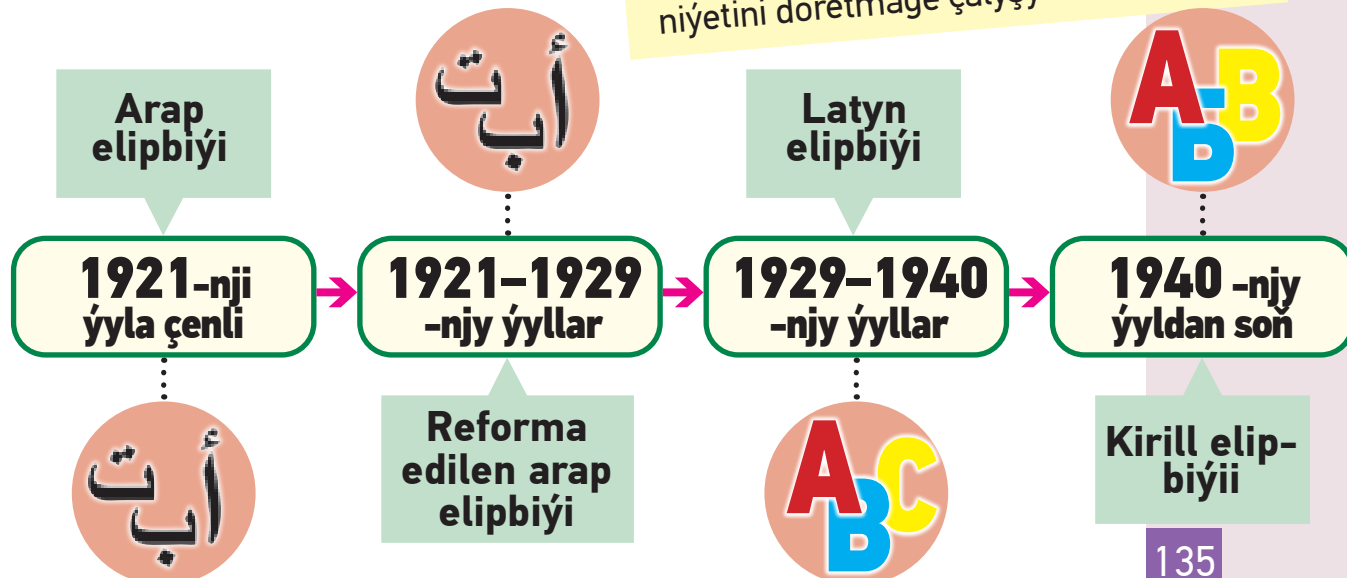 niýetini döretmäge çalyşy
Arap
elipbiýi
أ ب ت
Latyn
elipbiýi
А Б В
1921-nji
ýyla çenli
1921–1929
-njy ýyllar
1929–1940
-njy ýyllar
1940 -njy
ýyldan soň
أ ب ت
Reforma
edilen arap
elipbiýi
A B C
Kirill elip-
biýii
135